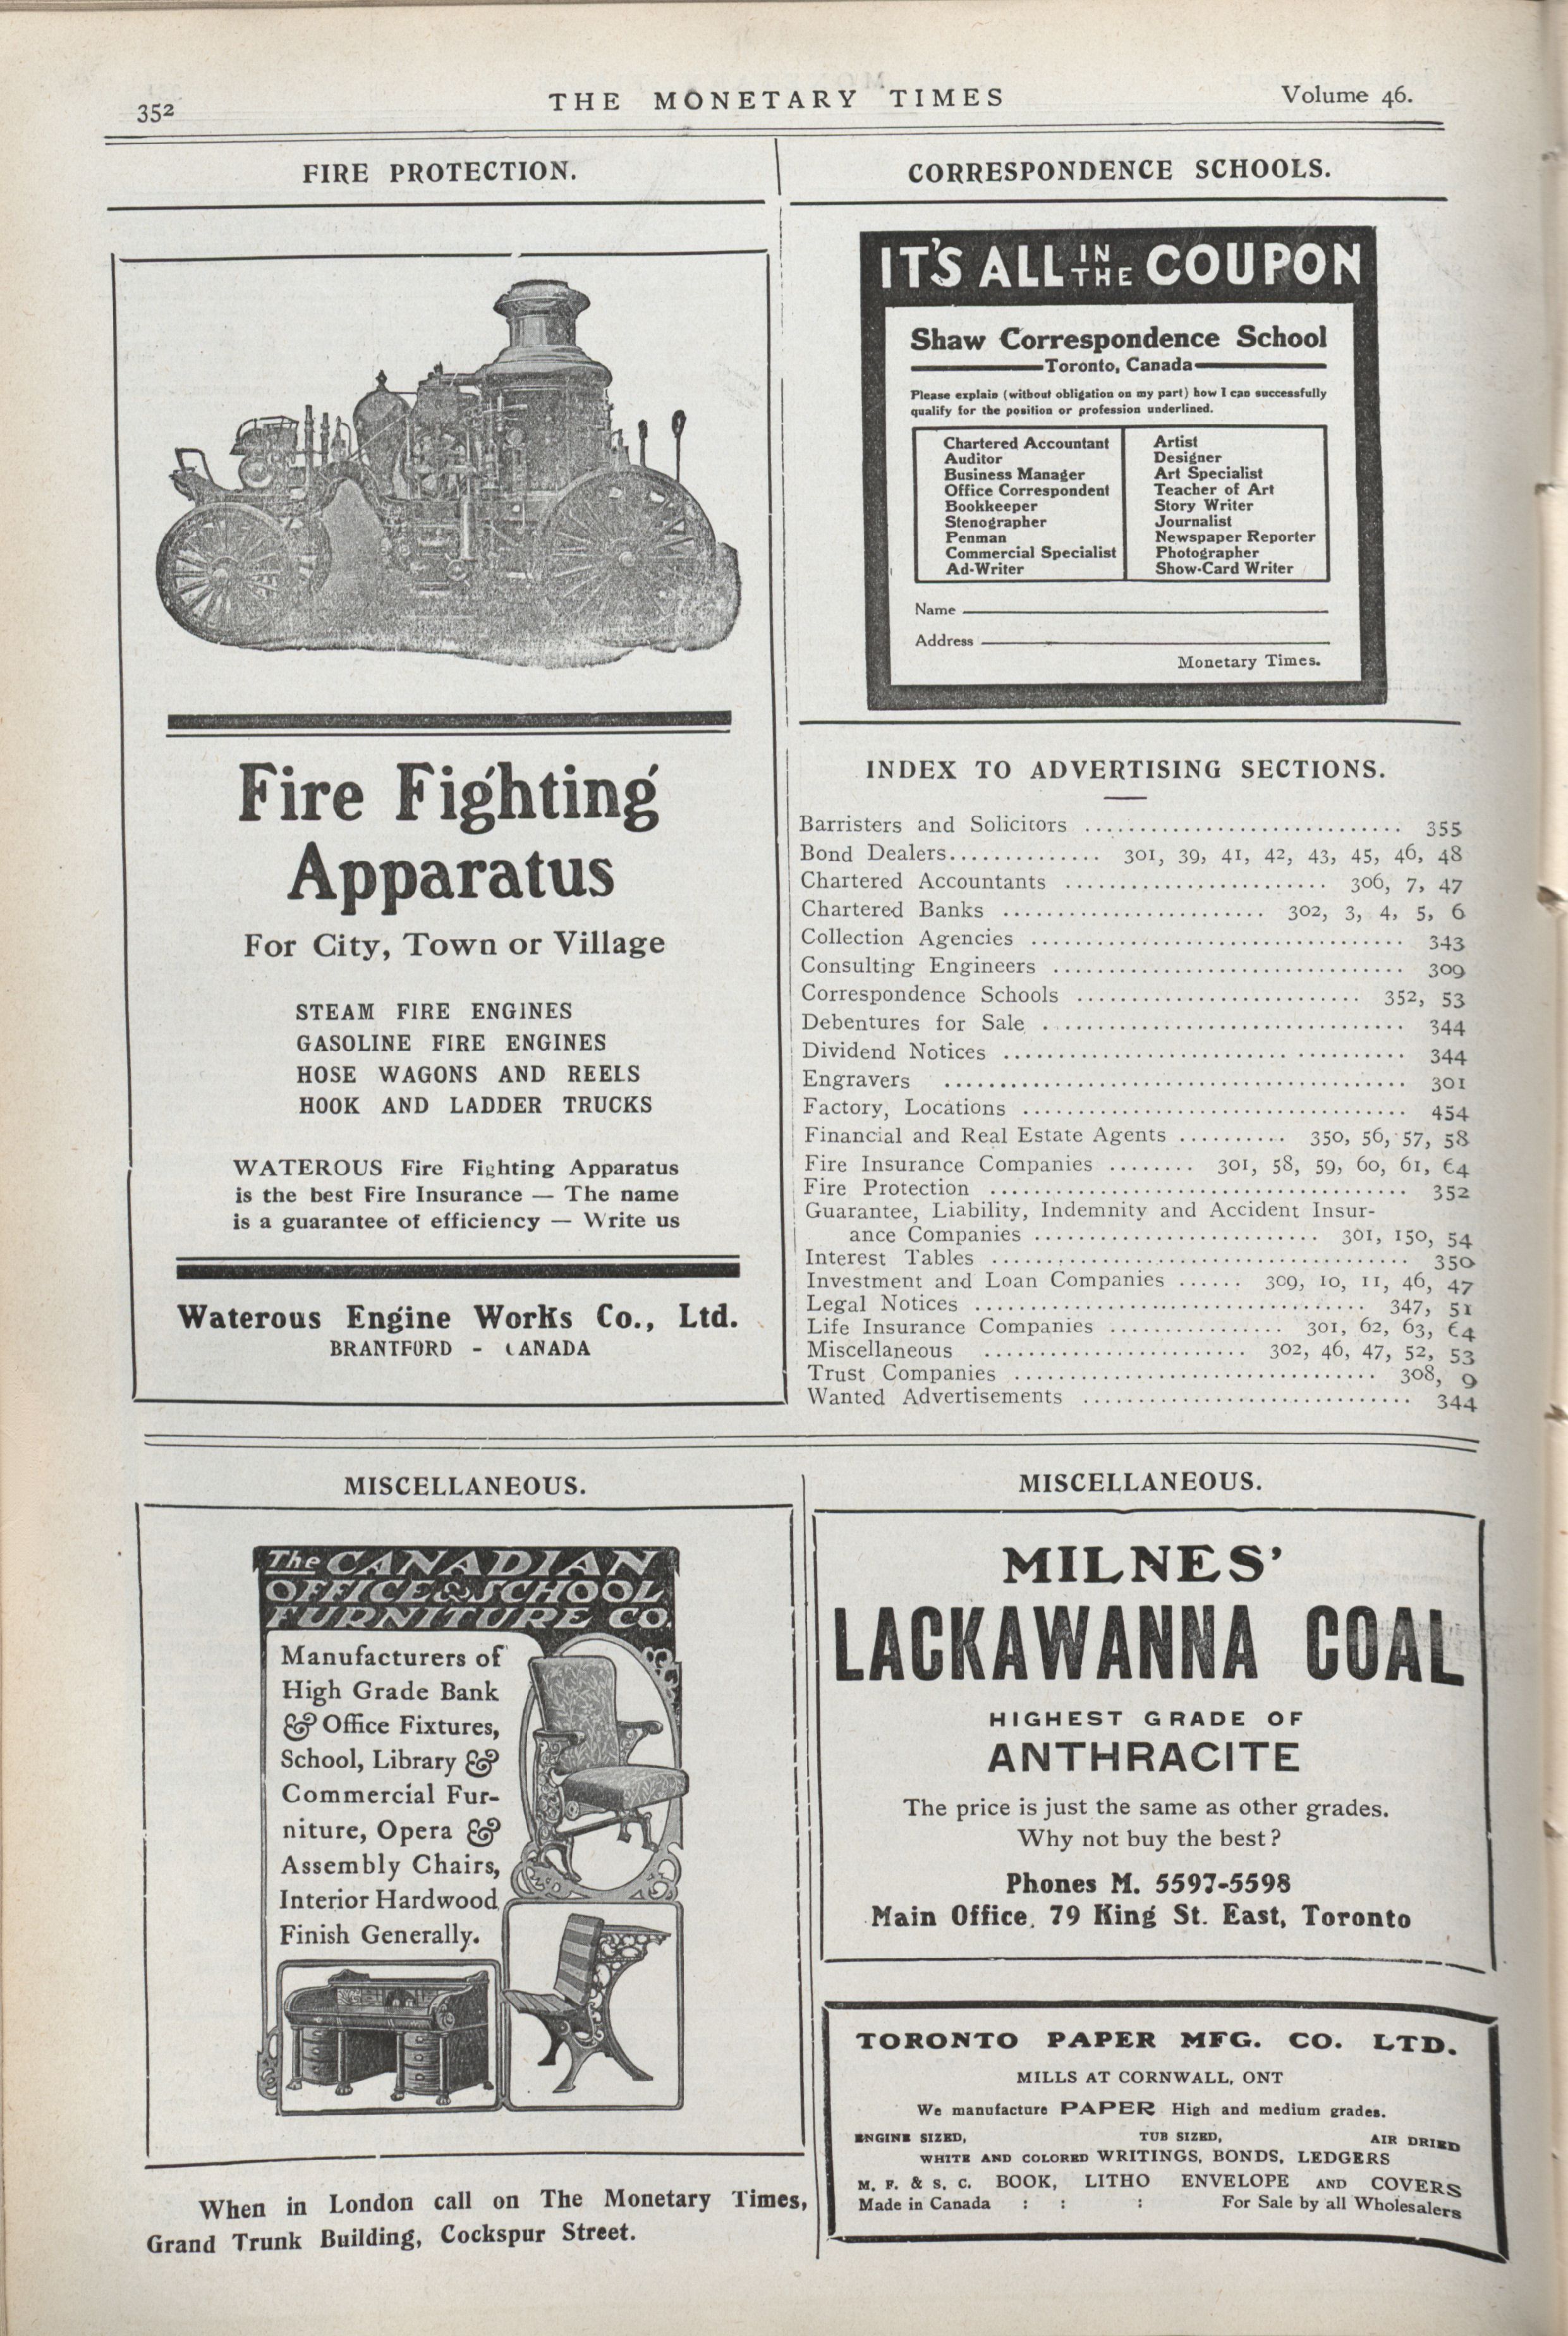 352
THE MONETARY TIMES
Volume 46.
FIRE PROTECTION.
Fire Fighting
Apparatus
For City, Town or Village
STEAM FIRE ENGINES
GASOLINE FIRE ENGINES
HOSE WAGONS AND REELS
HOOK AND LADDER TRUCKS
WATEROUS Fire Fighting Apparatus
is the best Fire Insurance — The name
is a guarantee of efficiency — Write us
Waterous Engine Works Co., Ltd.
BRANTFORD - CANADA
CORRESPONDENCE SCHOOLS.
IT'S ALL IN THE COUPON
Shaw Correspondence School
Toronto, Canada
Please explain (without obligation on my part) how I can successfully
qualify for the position or profession underlined.
Chartered Accountant
Auditor
Business Manager
Office Correspondent
Bookkeeper
Stenographer
Penman
Commercial Specialist
Ad-Writer
Artist
Designer
Art Specialist
Teacher of Art
Story Writer
Journalist
Newspaper Reporter
Photographer
Show-Card Writer
Name
Address
Monetary Times.
INDEX TO ADVERTISING SECTIONS.
Barristers and Solicitors ............................. 355
Bond Dealers.............. 301, 39, 41, 42, 43, 45, 46, 48
Chartered Accountants ........................ 306, 7, 47
Chartered Banks ........................ 302, 3, 4, 5, 6
Collection Agencies .................................. 343
Consulting Engineers ................................ 309
Correspondence Schools .......................... 352, 53
Debentures for Sale ................................. 344
Dividend Notices ..................................... 344
Engravers .......................................... 301
Factory, Locations ................................... 454
Financial and Real Estate Agents .......... 350, 56, 57, 58
Fire Insurance Companies ........ 301, 58, 59, 60, 61, 64
Fire Protection ...................................... 352
Guarantee, Liability, Indemnity and Accident Insur-
ance Companies .......................... 301, 150, 54
Interest Tables ...................................... 350
Investment and Loan Companies ...... 309, 10, 11, 46, 47
Legal Notices .................................... 347, 51
Life Insurance Companies ................ 301, 62, 63, 64
Miscellaneous ........................ 302, 46, 47, 52, 53
Trust Companies ................................. 308, 9
Wanted Advertisements .............................. 344
MISCELLANEOUS.
The CANADIAN
OFFICE & SCHOOL
FURNITURE CO.
Manufacturers of
High Grade Bank
& Office Fixtures,
School, Library &
Commercial Fur-
niture, Opera &
Assembly Chairs,
Interior Hardwood
Finish Generally.
When in London call on The Monetary Times,
Grand Trunk Building, Cockspur Street.
MISCELLANEOUS.
MILNES'
LACKAWANNA COAL
HIGHEST GRADE OF
ANTHRACITE
The price is just the same as other grades.
Why not buy the best?
Phones M. 5597-5598
Main Office, 79 King St. East, Toronto
TORONTO PAPER MFG. CO. LTD.
MILLS AT CORNWALL, ONT
We manufacture PAPER High and medium grades.
ENGINE SIZED, TUB SIZED, AIR DRIED
WHITE AND COLORED WRITINGS, BONDS, LEDGERS
M. F. & S. C. BOOK, LITHO ENVELOPE AND COVERS
Made in Canada : : : For Sale by all Wholesalers